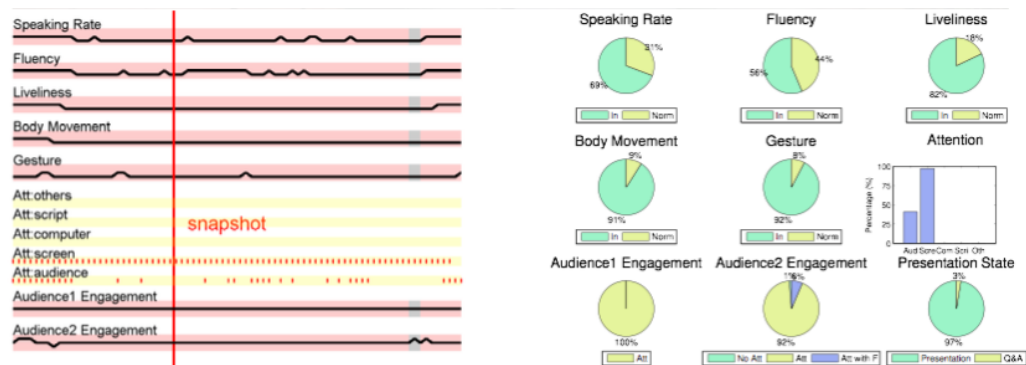 Speaking Rate
Fluency
Liveliness
Body Movement
Gesture
Att:others
Att:script
snapshot
Att:computer
Att:screen
Att:audience
Audience1 Engagement
Audience2 Engagement
Speaking Rate
31%
69%
In Norm
Fluency
44%
56%
In Norm
Liveliness
18%
82%
In Norm
Body Movement
9%
91%
In Norm
Gesture
8%
92%
In Norm
Attention
Percentage (%)
100
50
0
Aud Scre Com Scri Oth
Audience1 Engagement
100%
Att
Audience2 Engagement
1%
92%
No Att Att Att with F
Presentation State
3%
97%
Presentation Q&A